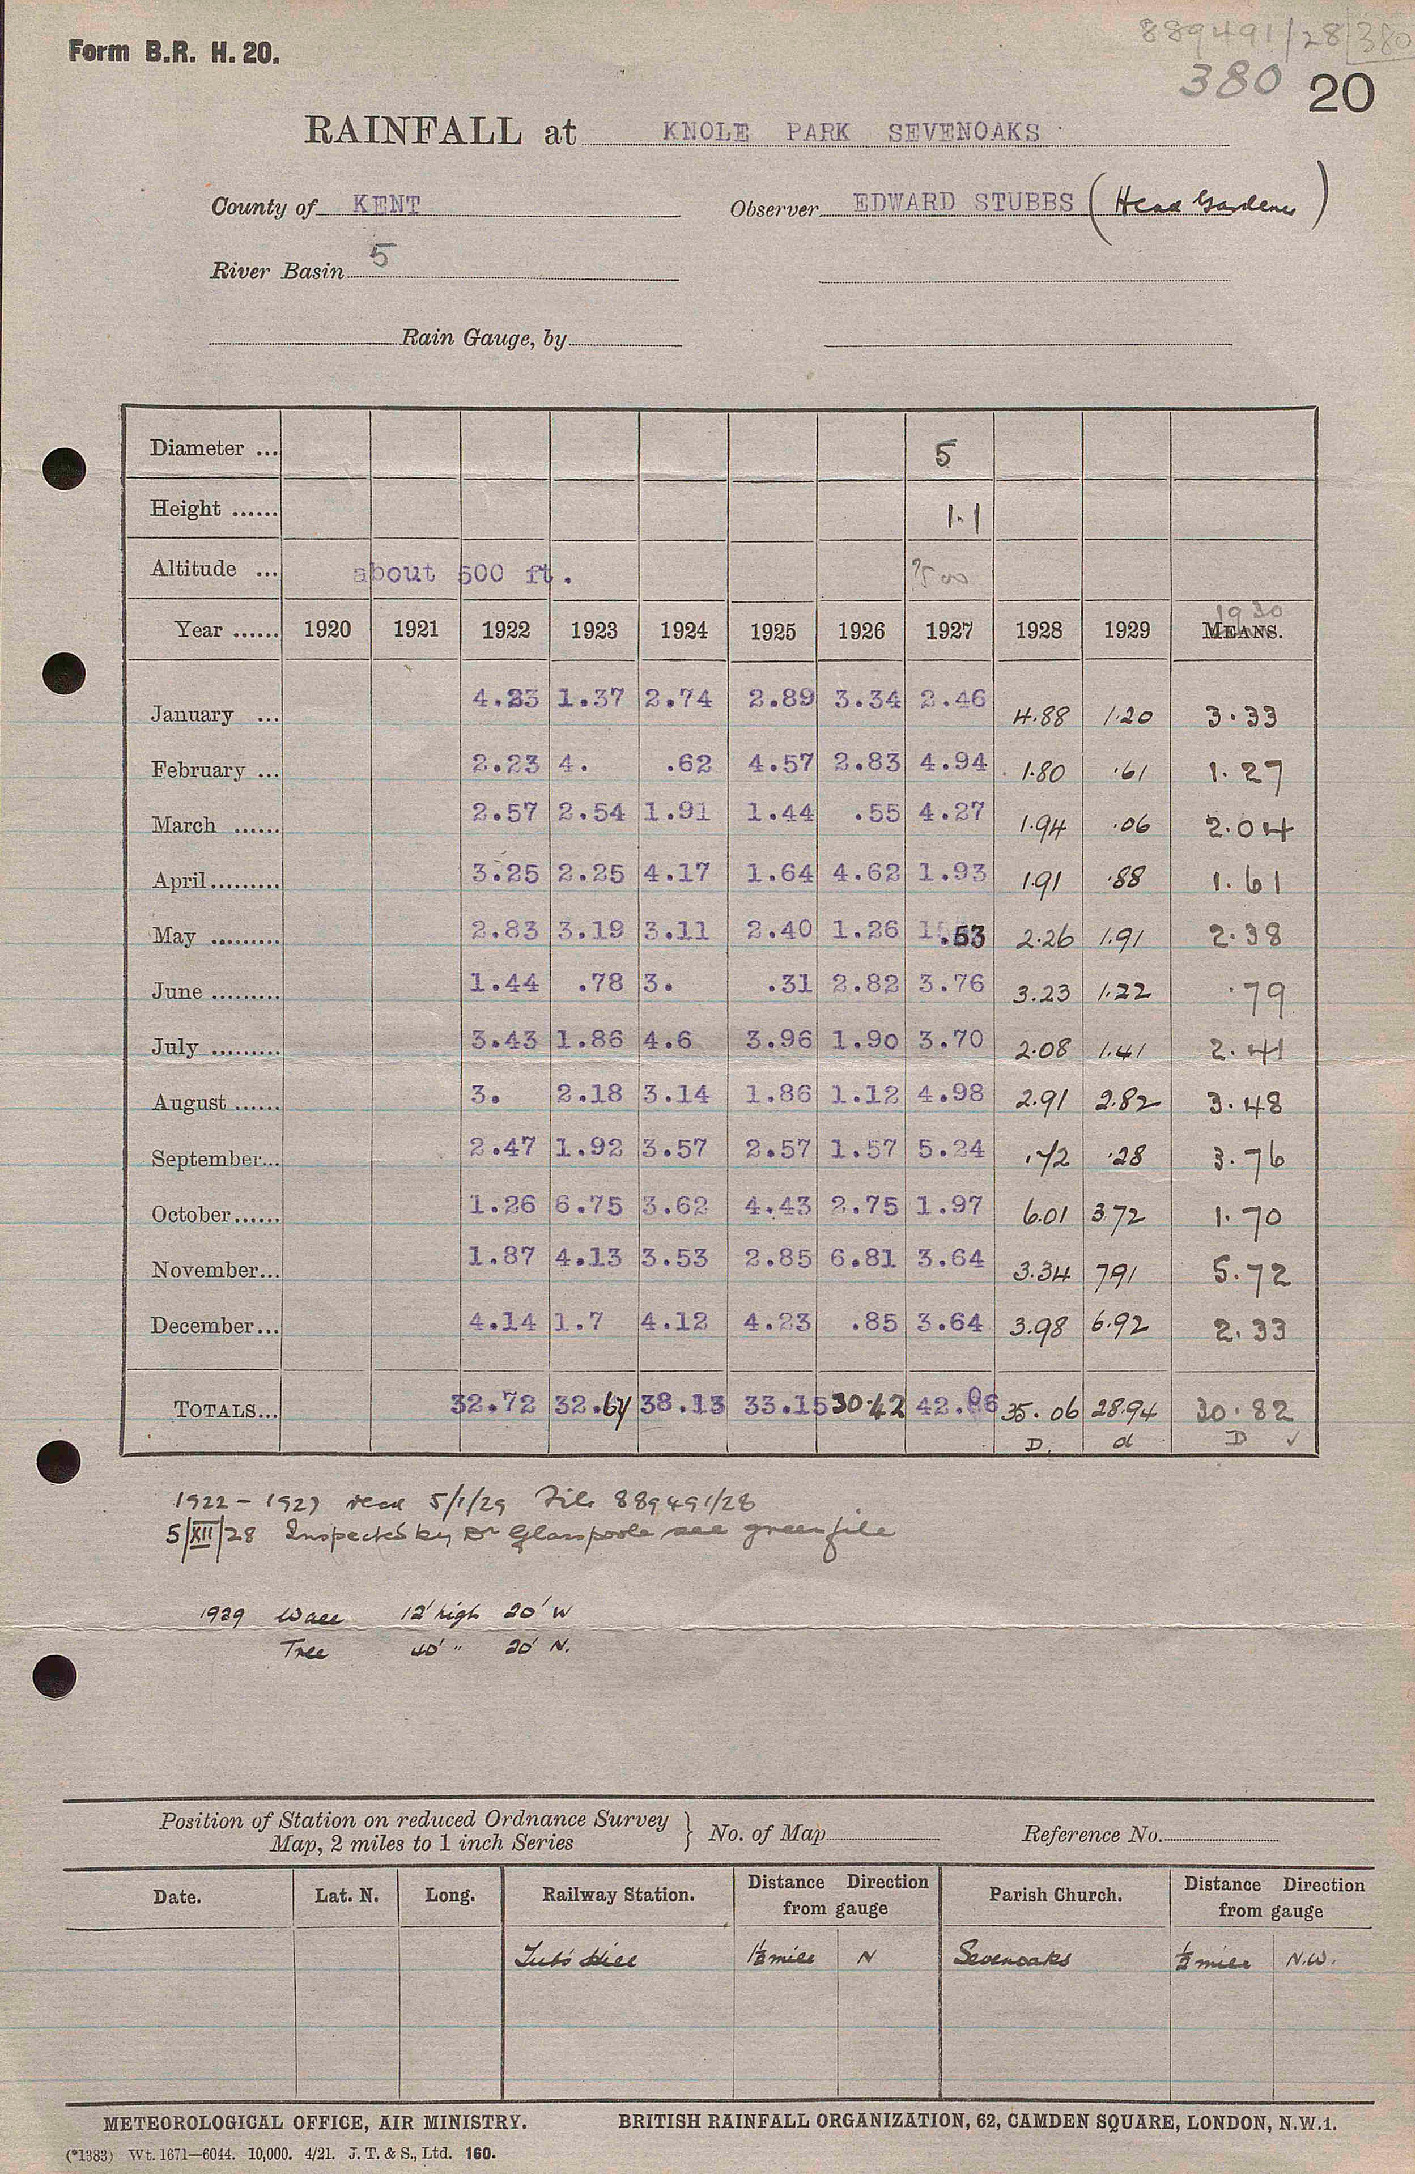 889491/28/380
Form B.R. H. 20.
380 20
RAINFALL at KNOLE PARK SEVENOAKS
County of KENT Observer EDWARD STUBBS (Head Gardener)
River Basin 5
Rain Gauge, by
Diameter ... 5
Height ...... 1.1
Altitude ... about 500 ft. ?500
1930
Year ...... 1920 1921 1922 1923 1924 1925 1926 1927 1928 1929 MEANS.
January ... 4.23 1.37 2.74 2.89 3.34 2.46 4.88 1.20 3.33
February ... 2.23 4. .62 4.57 2.83 4.94 1.80 .61 1.27
March ...... 2.57 2.54 1.91 1.44 .55 4.27 1.94 .06 2.04
April ......... 3.25 2.25 4.17 1.64 4.62 1.93 1.91 .88 1.61
May ......... 2.83 3.19 3.11 2.40 1.26 1.53 2.26 1.91 2.38
June ......... 1.44 .78 3. .31 2.82 3.76 3.23 1.22 .79
July ......... 3.43 1.86 4.6 3.96 1.90 3.70 2.08 1.41 2.41
August ...... 3. 2.18 3.14 1.86 1.12 4.98 2.91 2.82 3.48
September... 2.47 1.92 3.57 2.57 1.57 5.24 .72 .28 3.76
October...... 1.26 6.75 3.62 4.43 2.75 1.97 6.01 3.72 1.70
November... 1.87 4.13 3.53 2.85 6.81 3.64 3.34 7.91 5.72
December... 4.14 1.7 4.12 4.23 .85 3.64 3.98 6.92 2.33
TOTALS... 32.72 32.67 38.13 33.15 30.42 42.06 35.06 28.94 30.82
D. d D ✓
1922 - 1927 recd 5/1/29 File 889491/28
5/XII/28 Inspected by Dr Glasspoole see green file
1929 Wall 12' high 20' W
Tree 40' " 20' N.
Position of Station on reduced Ordnance Survey Map, 2 miles to 1 inch Series } No. of Map Reference No.
Date. Lat. N. Long. Railway Station. Distance Direction from gauge Parish Church. Distance Direction from gauge
Tubs Hill 1½ mile N Sevenoaks ½ mile N.W.
METEOROLOGICAL OFFICE, AIR MINISTRY. BRITISH RAINFALL ORGANIZATION, 62, CAMDEN SQUARE, LONDON, N.W.1.
(*1383) Wt. 1671—6044. 10,000. 4/21. J. T. & S., Ltd. 160.